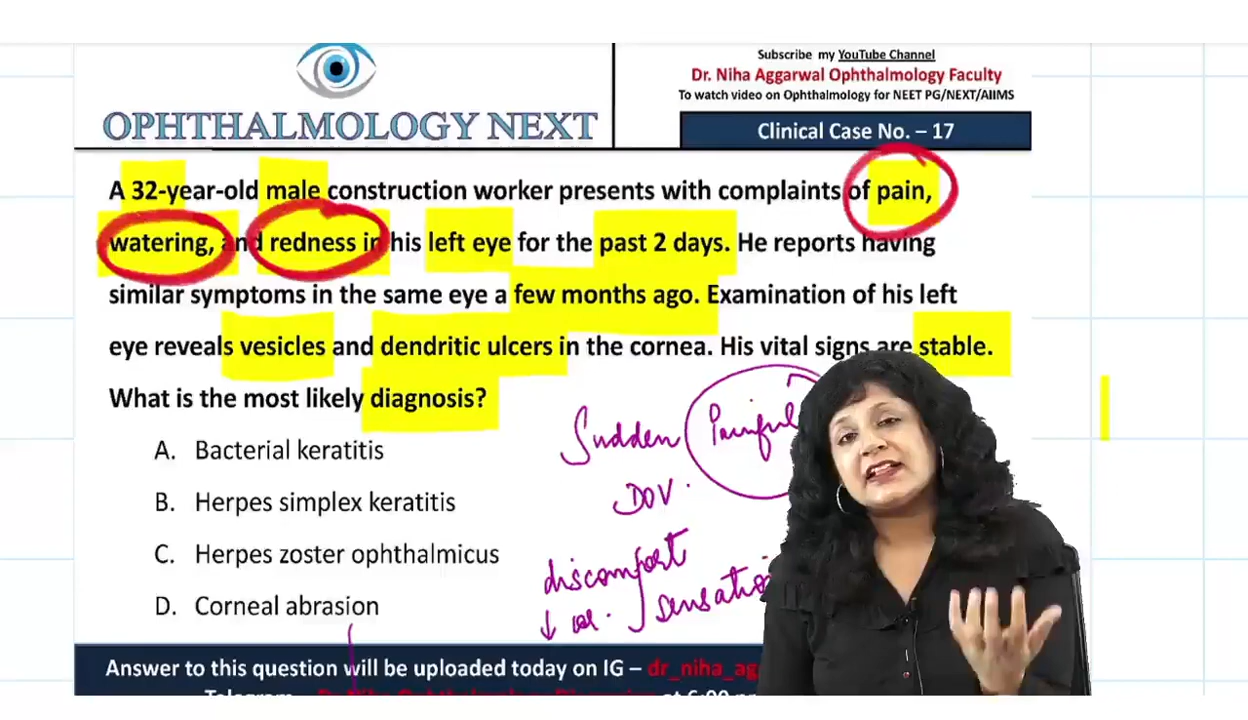 Subscribe my YouTube Channel
Dr. Niha Aggarwal Ophthalmology Faculty
To watch video on Ophthalmology for NEET PG/NEXT/AIIMS
OPHTHALMOLOGY NEXT
Clinical Case No. – 17
A 32-year-old male construction worker presents with complaints of pain,
watering, and redness in his left eye for the past 2 days. He reports having
similar symptoms in the same eye a few months ago. Examination of his left
eye reveals vesicles and dendritic ulcers in the cornea. His vital signs are stable.
What is the most likely diagnosis?
A. Bacterial keratitis
B. Herpes simplex keratitis
C. Herpes zoster ophthalmicus
D. Corneal abrasion
Sudden Painful
DOV.
discomfort
↓ sensation
Answer to this question will be uploaded today on IG – dr_niha_ag